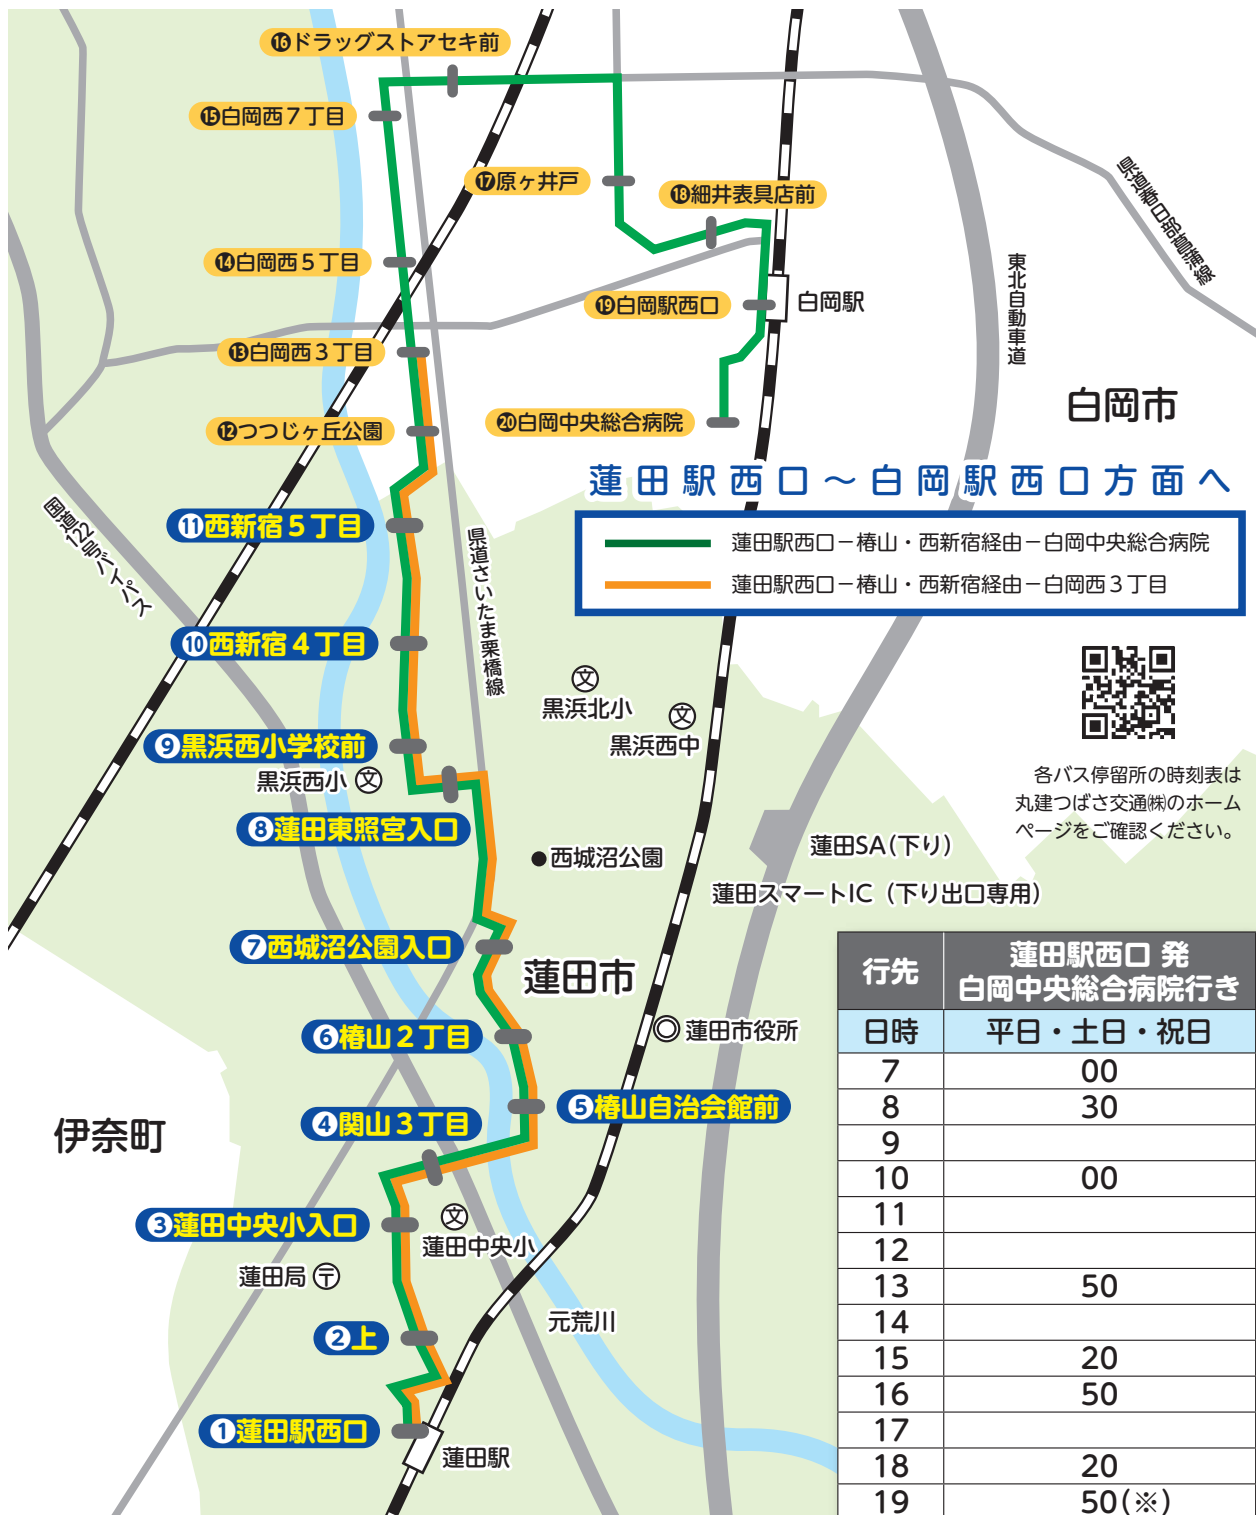 ⓰ドラッグストアセキ前
⓯白岡西7丁目
⓱原ヶ井戸
⓲細井表具店前
県道春日部菖蒲線
⓮白岡西5丁目
東北自動車道
⓳白岡駅西口
白岡駅
⓭白岡西3丁目
白岡市
⓬つつじヶ丘公園
⓴白岡中央総合病院
蓮田駅西口～白岡駅西口方面へ
国道122号バイパス
⑪西新宿5丁目
県道さいたま栗橋線
蓮田駅西口－椿山・西新宿経由－白岡中央総合病院
蓮田駅西口－椿山・西新宿経由－白岡西3丁目
⑩西新宿4丁目
文
黒浜北小
文
黒浜西中
⑨黒浜西小学校前
黒浜西小 文
各バス停留所の時刻表は
丸建つばさ交通㈱のホーム
ページをご確認ください。
⑧蓮田東照宮入口
西城沼公園
蓮田SA(下り)
蓮田スマートIC（下り出口専用）
⑦西城沼公園入口
蓮田市
⑥椿山2丁目
蓮田市役所
⑤椿山自治会館前
伊奈町
④関山3丁目
③蓮田中央小入口
文
蓮田中央小
蓮田局 〒
元荒川
②上
①蓮田駅西口
蓮田駅
行先 蓮田駅西口 発
白岡中央総合病院行き
日時 平日・土日・祝日
7 00
8 30
9
10 00
11
12
13 50
14
15 20
16 50
17
18 20
19 50(※)